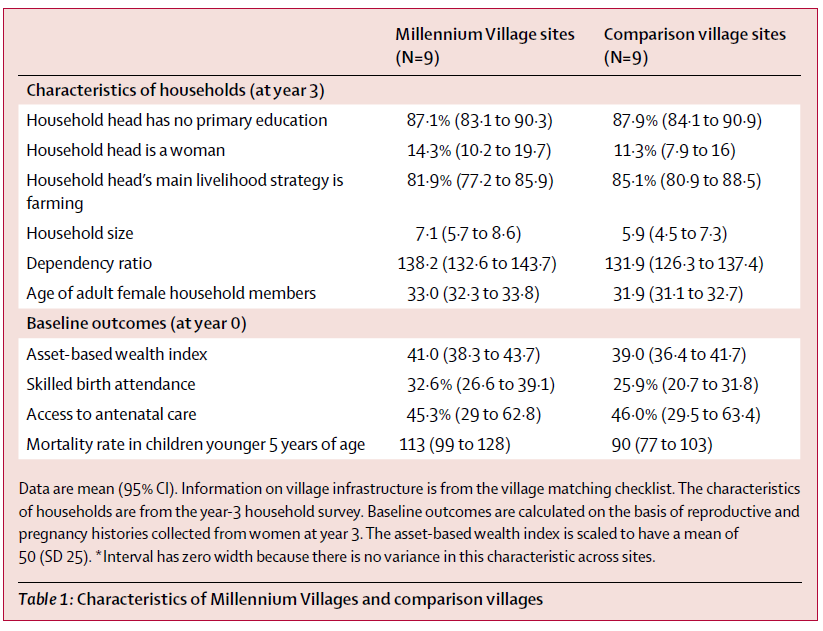 Millennium Village sites Comparison village sites
(N=9) (N=9)
Characteristics of households (at year 3)
Household head has no primary education 87·1% (83·1 to 90·3) 87·9% (84·1 to 90·9)
Household head is a woman 14·3% (10·2 to 19·7) 11·3% (7·9 to 16)
Household head’s main livelihood strategy is 81·9% (77·2 to 85·9) 85·1% (80·9 to 88·5)
farming
Household size 7·1 (5·7 to 8·6) 5·9 (4·5 to 7·3)
Dependency ratio 138·2 (132·6 to 143·7) 131·9 (126·3 to 137·4)
Age of adult female household members 33·0 (32·3 to 33·8) 31·9 (31·1 to 32·7)
Baseline outcomes (at year 0)
Asset-based wealth index 41·0 (38·3 to 43·7) 39·0 (36·4 to 41·7)
Skilled birth attendance 32·6% (26·6 to 39·1) 25·9% (20·7 to 31·8)
Access to antenatal care 45·3% (29 to 62·8) 46·0% (29·5 to 63·4)
Mortality rate in children younger 5 years of age 113 (99 to 128) 90 (77 to 103)
Data are mean (95% CI). Information on village infrastructure is from the village matching checklist. The characteristics
of households are from the year-3 household survey. Baseline outcomes are calculated on the basis of reproductive and
pregnancy histories collected from women at year 3. The asset-based wealth index is scaled to have a mean of
50 (SD 25). *Interval has zero width because there is no variance in this characteristic across sites.
Table 1: Characteristics of Millennium Villages and comparison villages